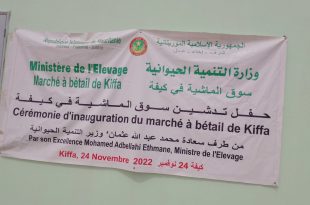 الجمهورية الإسلامية الموريتانية
Ministère de l'Elevage
وزارة التنمية الحيوانية
Marché à bétail de Kiffa
سوق الماشية في كيفة
حفل تدشين سوق الماشية في كيفة
Cérémonie d'inauguration du marché à bétail de Kiffa
من طرف سعادة محمد عبد الله عثمان وزير التنمية الحيوانية
Par son Excellence Mohamed Adbellahi Ethmane, Ministre de l'Elevage
Kiffa, 24 Novembre 2022
كيفة 24 نوفمبر